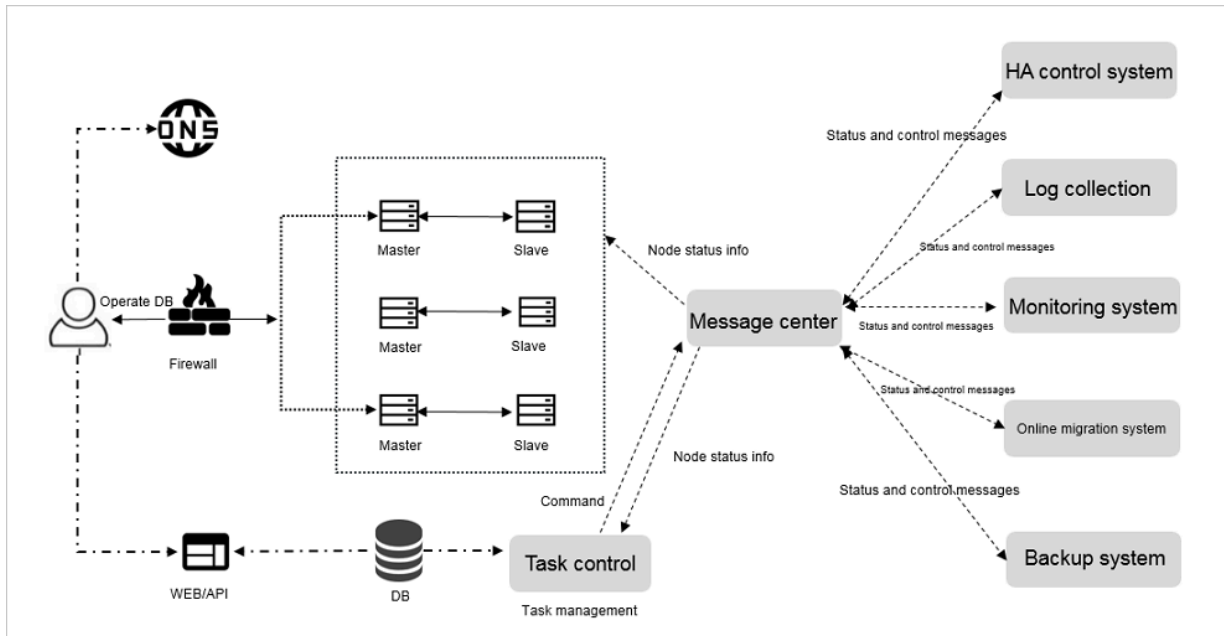 HA control system
DNS
Status and control messages
Log collection
Master
Slave
Node status info
Status and control messages
Operate DB
Firewall
Master
Slave
Message center
Monitoring system
Status and control messages
Status and control messages
Online migration system
Master
Slave
Node status info
Status and control messages
Command
WEB/API
DB
Task control
Task management
Backup system